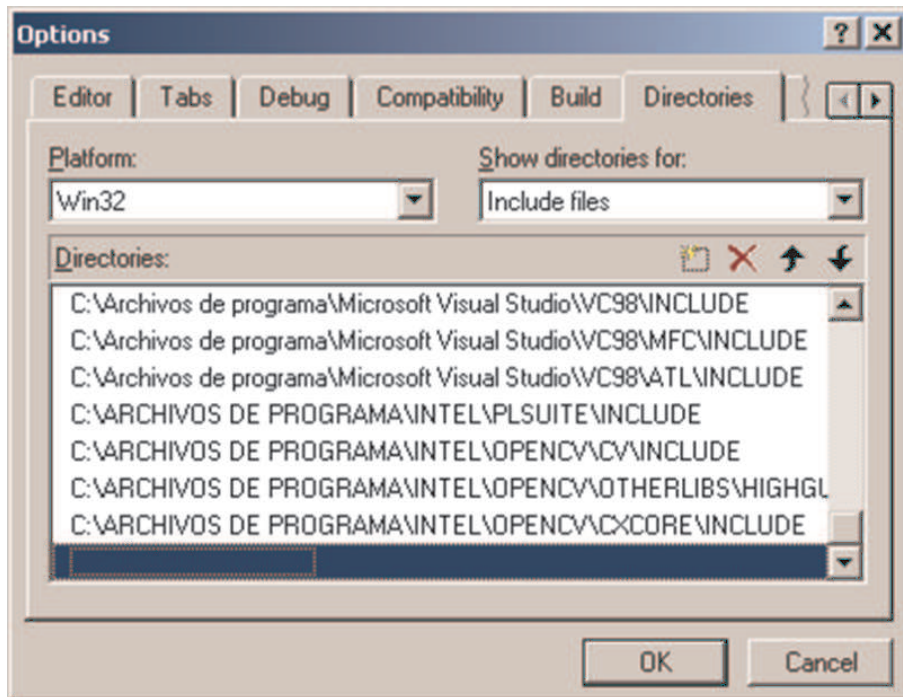 Options
Editor Tabs Debug Compatibility Build Directories
Platform: Show directories for:
Win32 Include files
Directories:
C:\Archivos de programa\Microsoft Visual Studio\VC98\INCLUDE
C:\Archivos de programa\Microsoft Visual Studio\VC98\MFC\INCLUDE
C:\Archivos de programa\Microsoft Visual Studio\VC98\ATL\INCLUDE
C:\ARCHIVOS DE PROGRAMA\INTEL\PLSUITE\INCLUDE
C:\ARCHIVOS DE PROGRAMA\INTEL\OPENCV\CV\INCLUDE
C:\ARCHIVOS DE PROGRAMA\INTEL\OPENCV\OTHERLIBS\HIGHGU
C:\ARCHIVOS DE PROGRAMA\INTEL\OPENCV\CXCORE\INCLUDE
OK Cancel